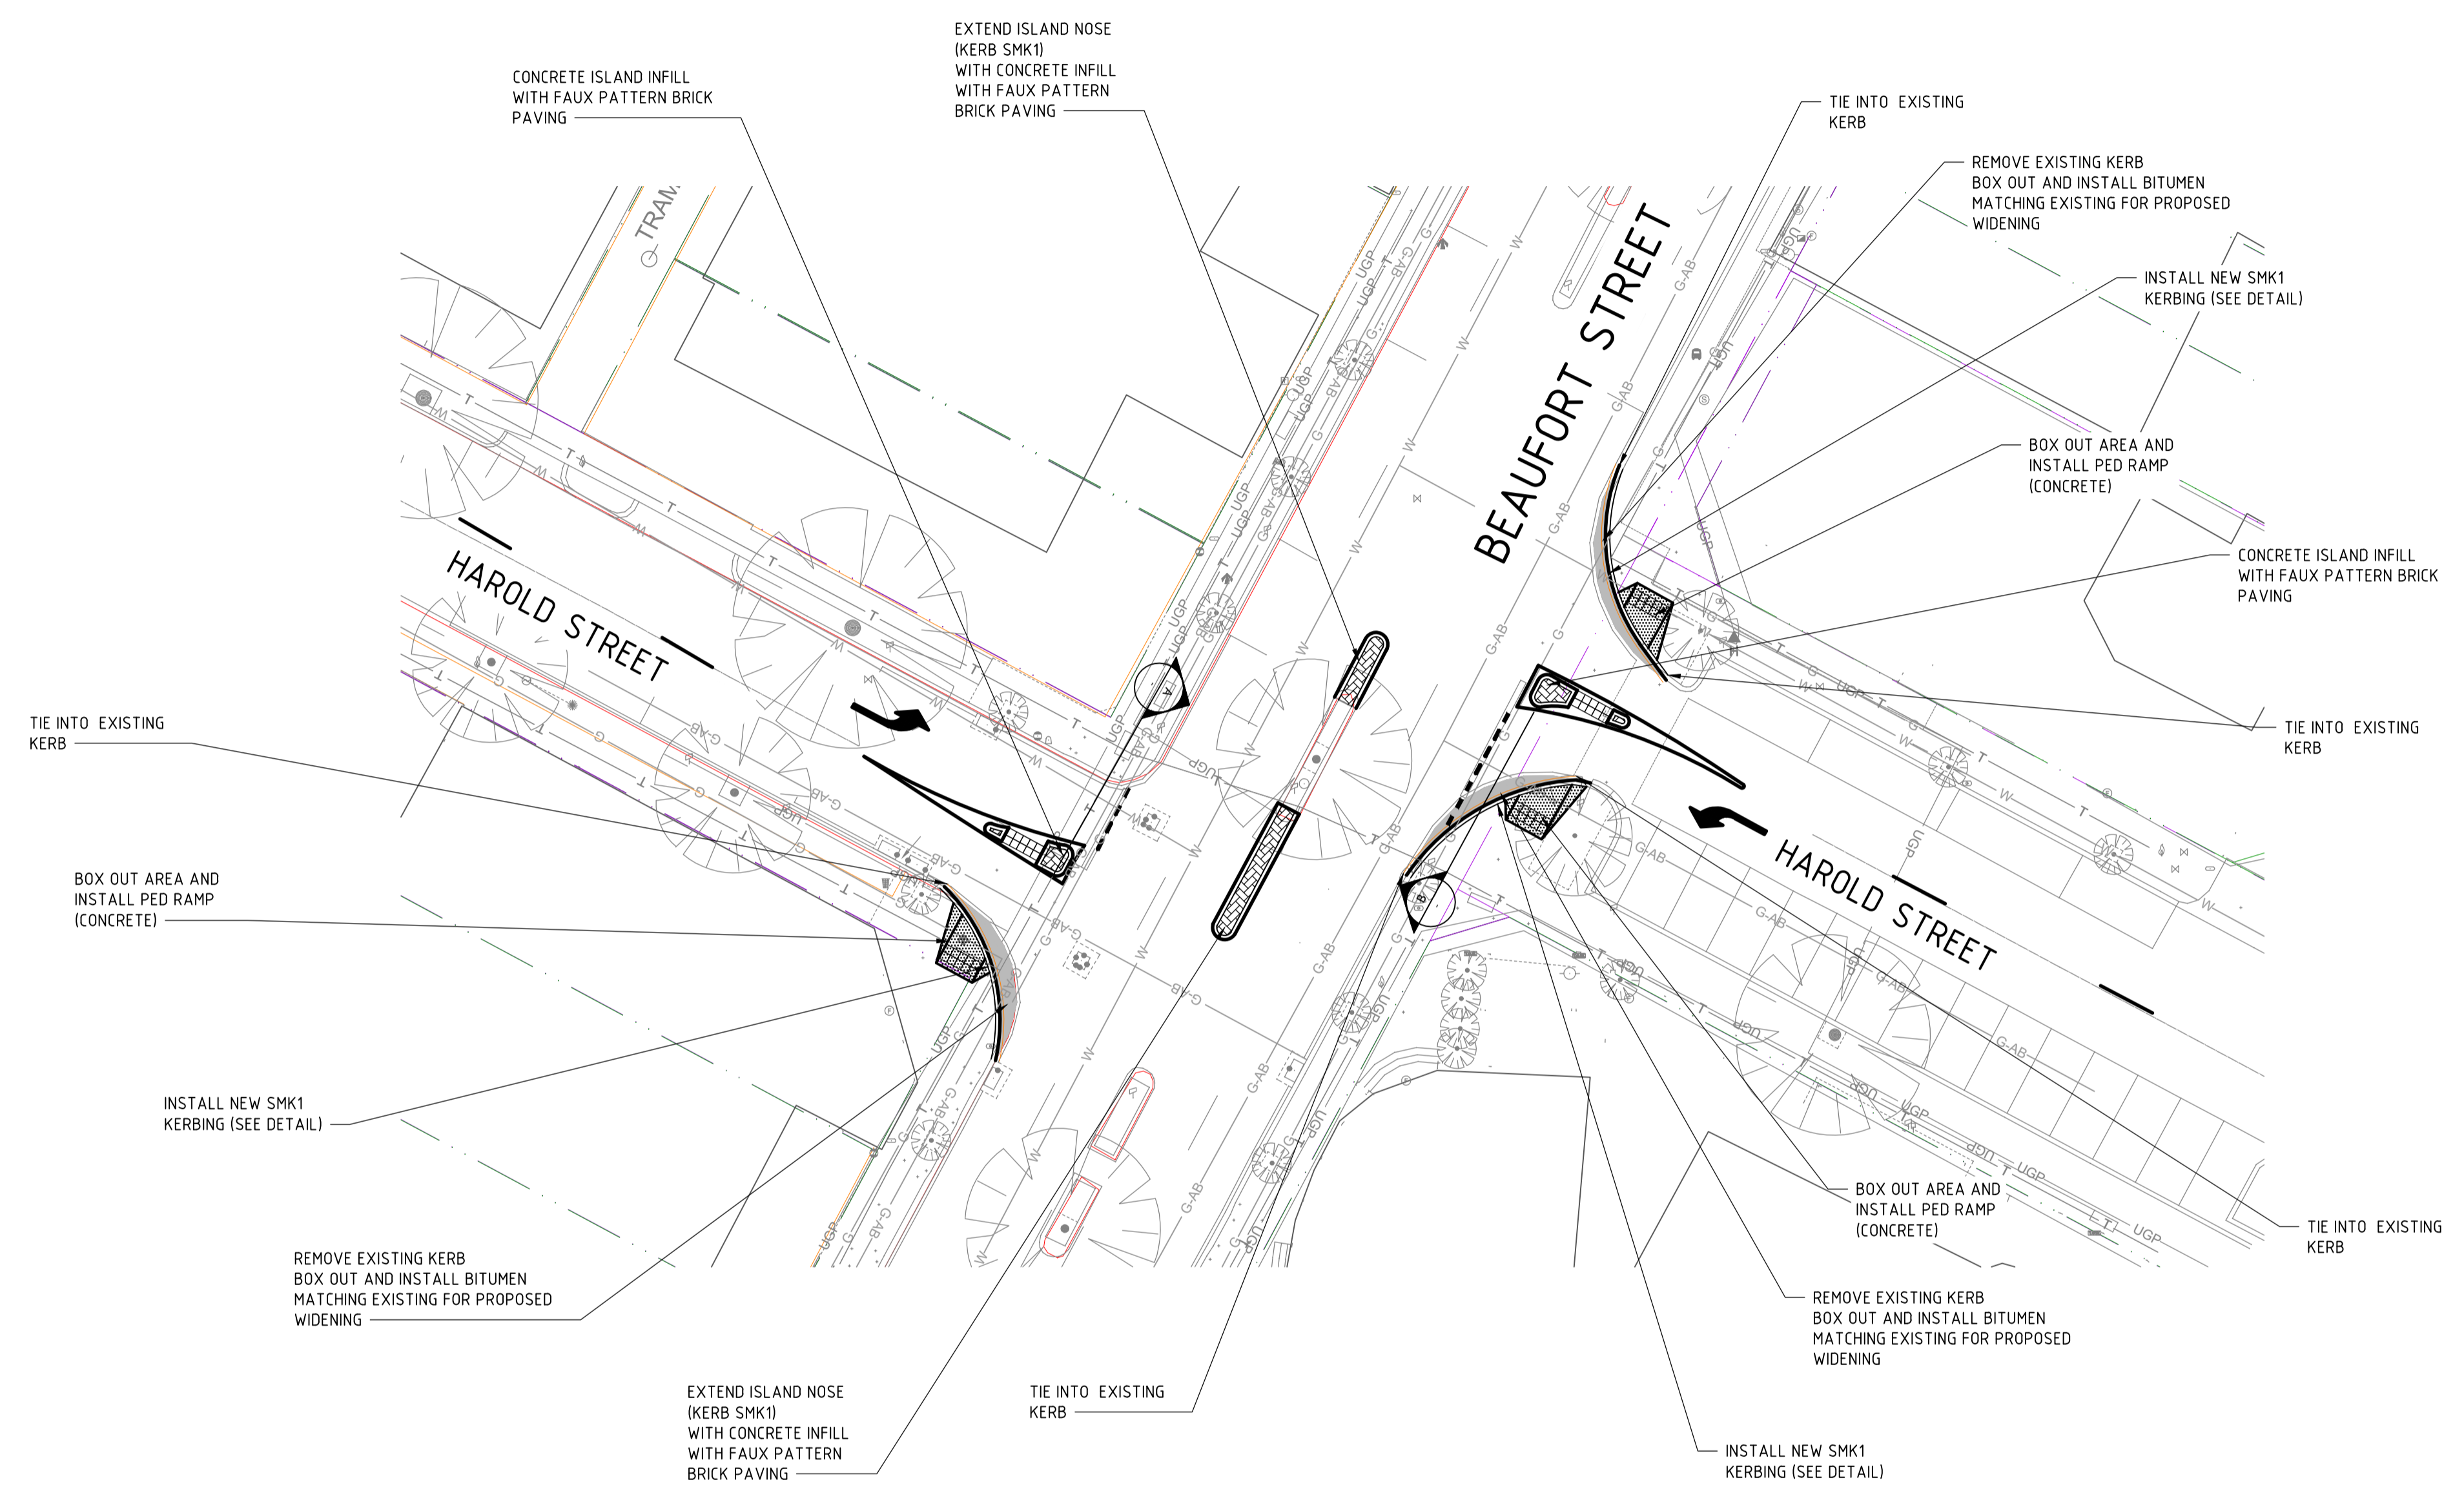 EXTEND ISLAND NOSE
(KERB SMK1)
WITH CONCRETE INFILL
WITH FAUX PATTERN
BRICK PAVING
CONCRETE ISLAND INFILL
WITH FAUX PATTERN BRICK
PAVING
TIE INTO EXISTING
KERB
REMOVE EXISTING KERB
BOX OUT AND INSTALL BITUMEN
MATCHING EXISTING FOR PROPOSED
WIDENING
INSTALL NEW SMK1
KERBING (SEE DETAIL)
BOX OUT AREA AND
INSTALL PED RAMP
(CONCRETE)
CONCRETE ISLAND INFILL
WITH FAUX PATTERN BRICK
PAVING
TIE INTO EXISTING
KERB
TRAM
BEAUFORT STREET
HAROLD STREET
HAROLD STREET
A
B
TIE INTO EXISTING
KERB
BOX OUT AREA AND
INSTALL PED RAMP
(CONCRETE)
INSTALL NEW SMK1
KERBING (SEE DETAIL)
REMOVE EXISTING KERB
BOX OUT AND INSTALL BITUMEN
MATCHING EXISTING FOR PROPOSED
WIDENING
EXTEND ISLAND NOSE
(KERB SMK1)
WITH CONCRETE INFILL
WITH FAUX PATTERN
BRICK PAVING
TIE INTO EXISTING
KERB
BOX OUT AREA AND
INSTALL PED RAMP
(CONCRETE)
TIE INTO EXISTING
KERB
REMOVE EXISTING KERB
BOX OUT AND INSTALL BITUMEN
MATCHING EXISTING FOR PROPOSED
WIDENING
INSTALL NEW SMK1
KERBING (SEE DETAIL)
UGP
G-AB
W
T
G